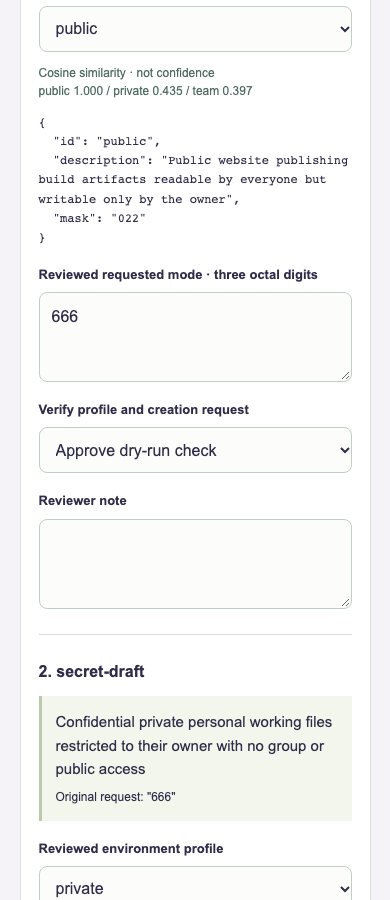 public
Cosine similarity · not confidence
public 1.000 / private 0.435 / team 0.397
{
  "id": "public",
  "description": "Public website publishing
build artifacts readable by everyone but
writable only by the owner",
  "mask": "022"
}
Reviewed requested mode · three octal digits
666
Verify profile and creation request
Approve dry-run check
Reviewer note
2. secret-draft
Confidential private personal working files
restricted to their owner with no group or
public access
Original request: "666"
Reviewed environment profile
private